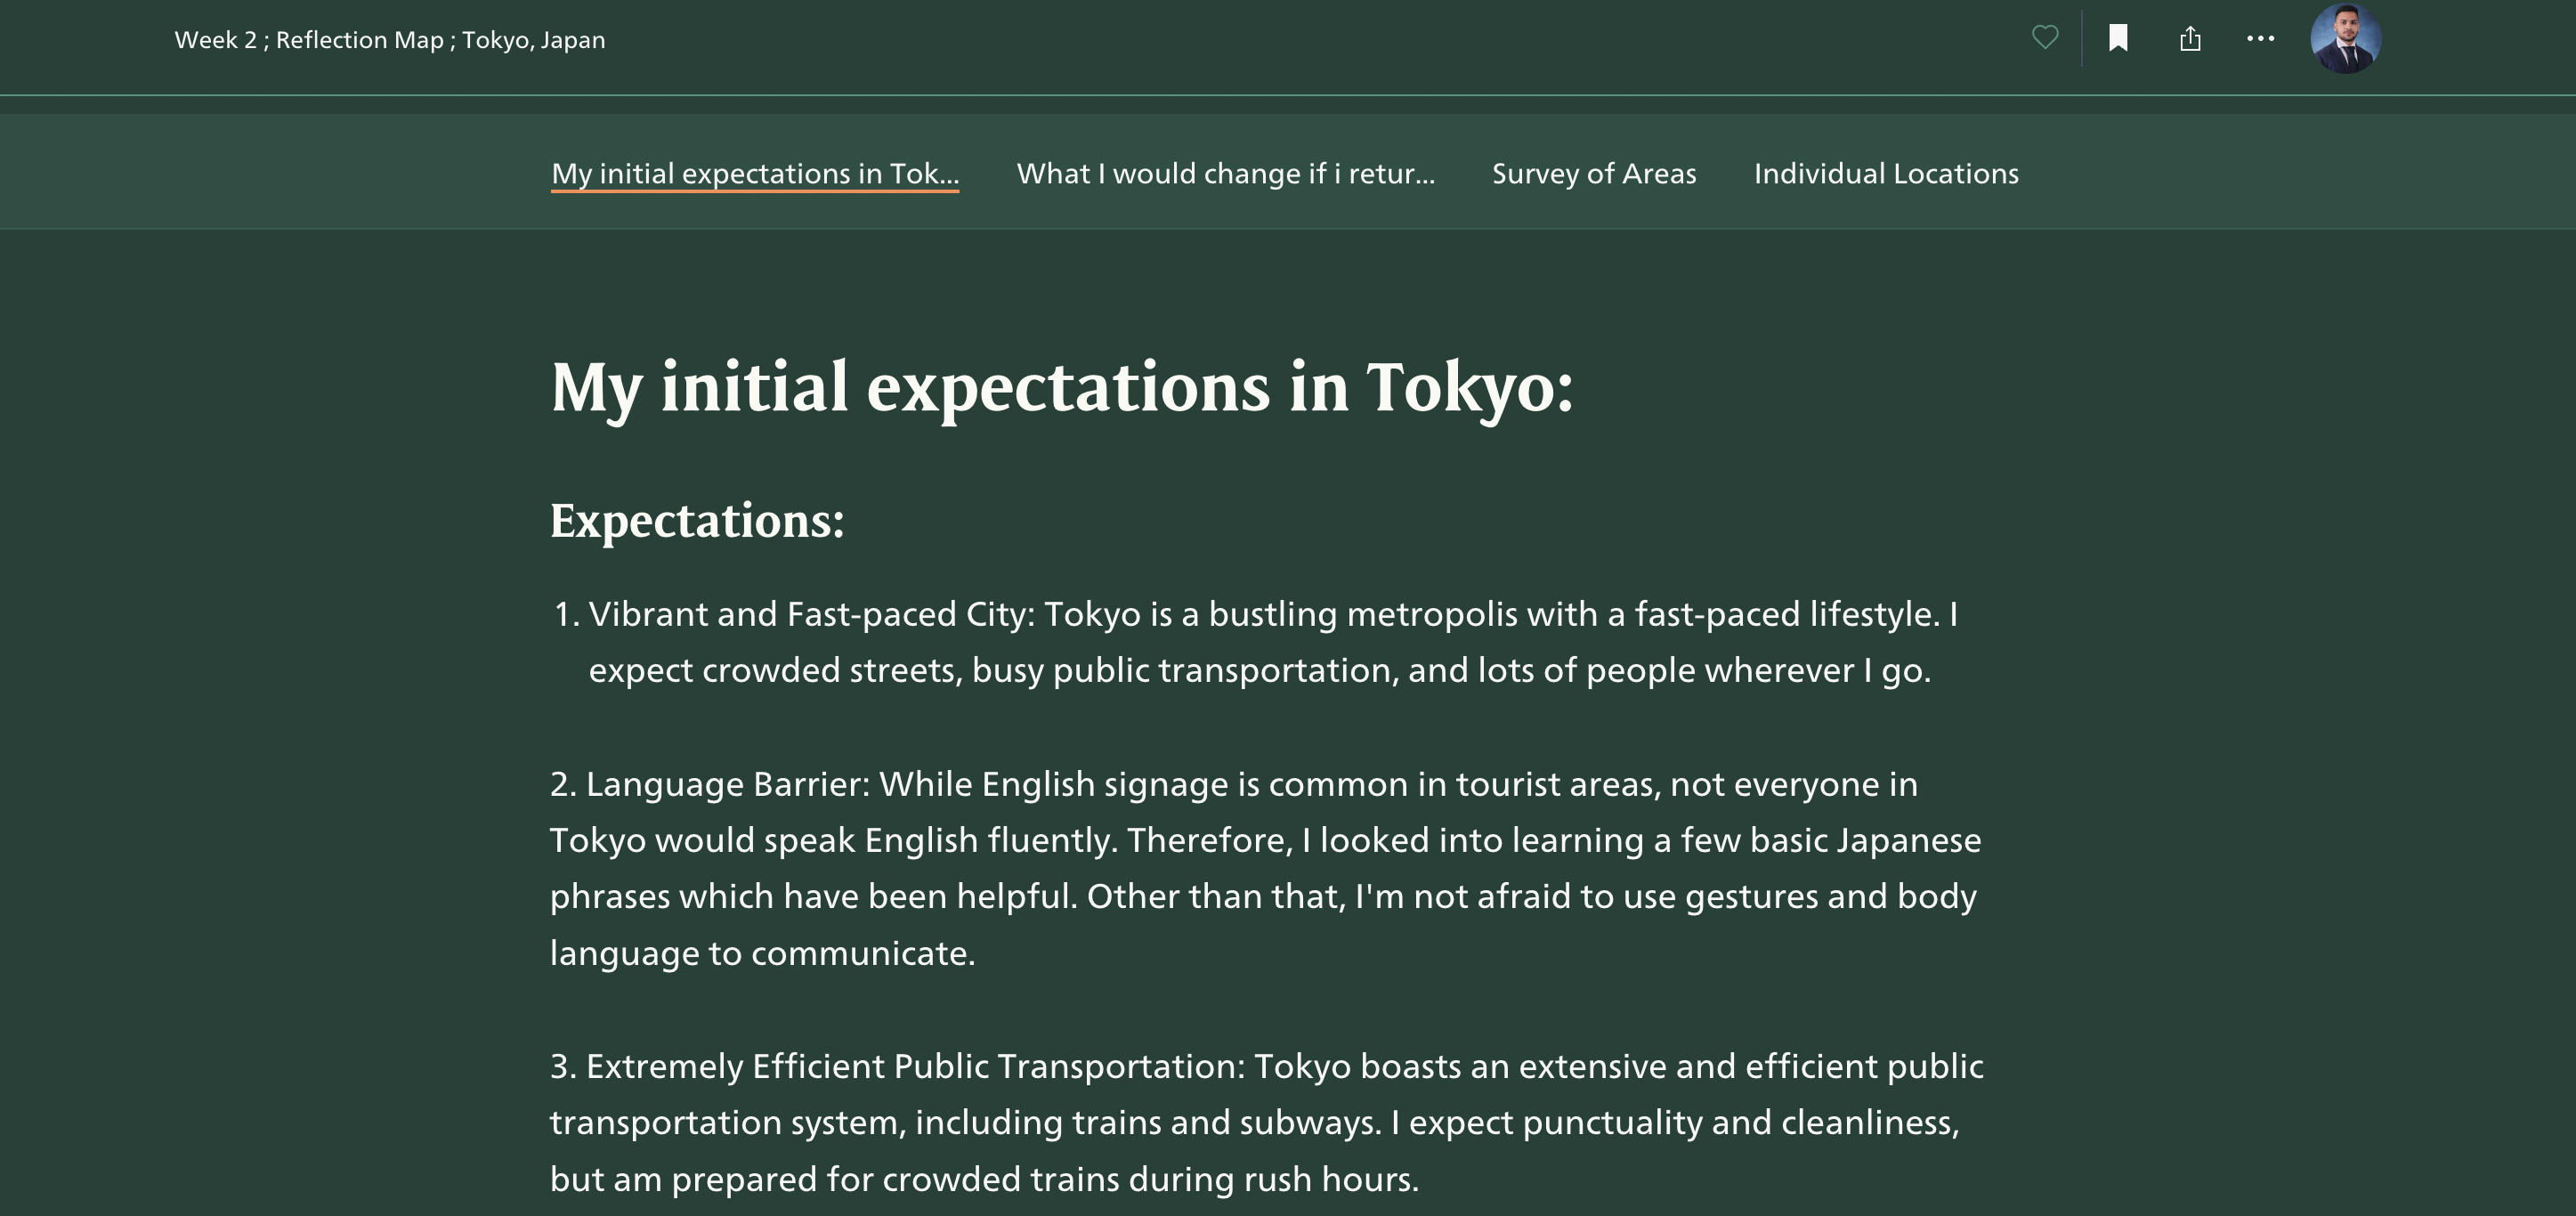 Week 2 ; Reflection Map ; Tokyo, Japan
My initial expectations in Tok...
What I would change if i retur...
Survey of Areas
Individual Locations
My initial expectations in Tokyo:
Expectations:
1. Vibrant and Fast-paced City: Tokyo is a bustling metropolis with a fast-paced lifestyle. I
expect crowded streets, busy public transportation, and lots of people wherever I go.
2. Language Barrier: While English signage is common in tourist areas, not everyone in
Tokyo would speak English fluently. Therefore, I looked into learning a few basic Japanese
phrases which have been helpful. Other than that, I'm not afraid to use gestures and body
language to communicate.
3. Extremely Efficient Public Transportation: Tokyo boasts an extensive and efficient public
transportation system, including trains and subways. I expect punctuality and cleanliness,
but am prepared for crowded trains during rush hours.